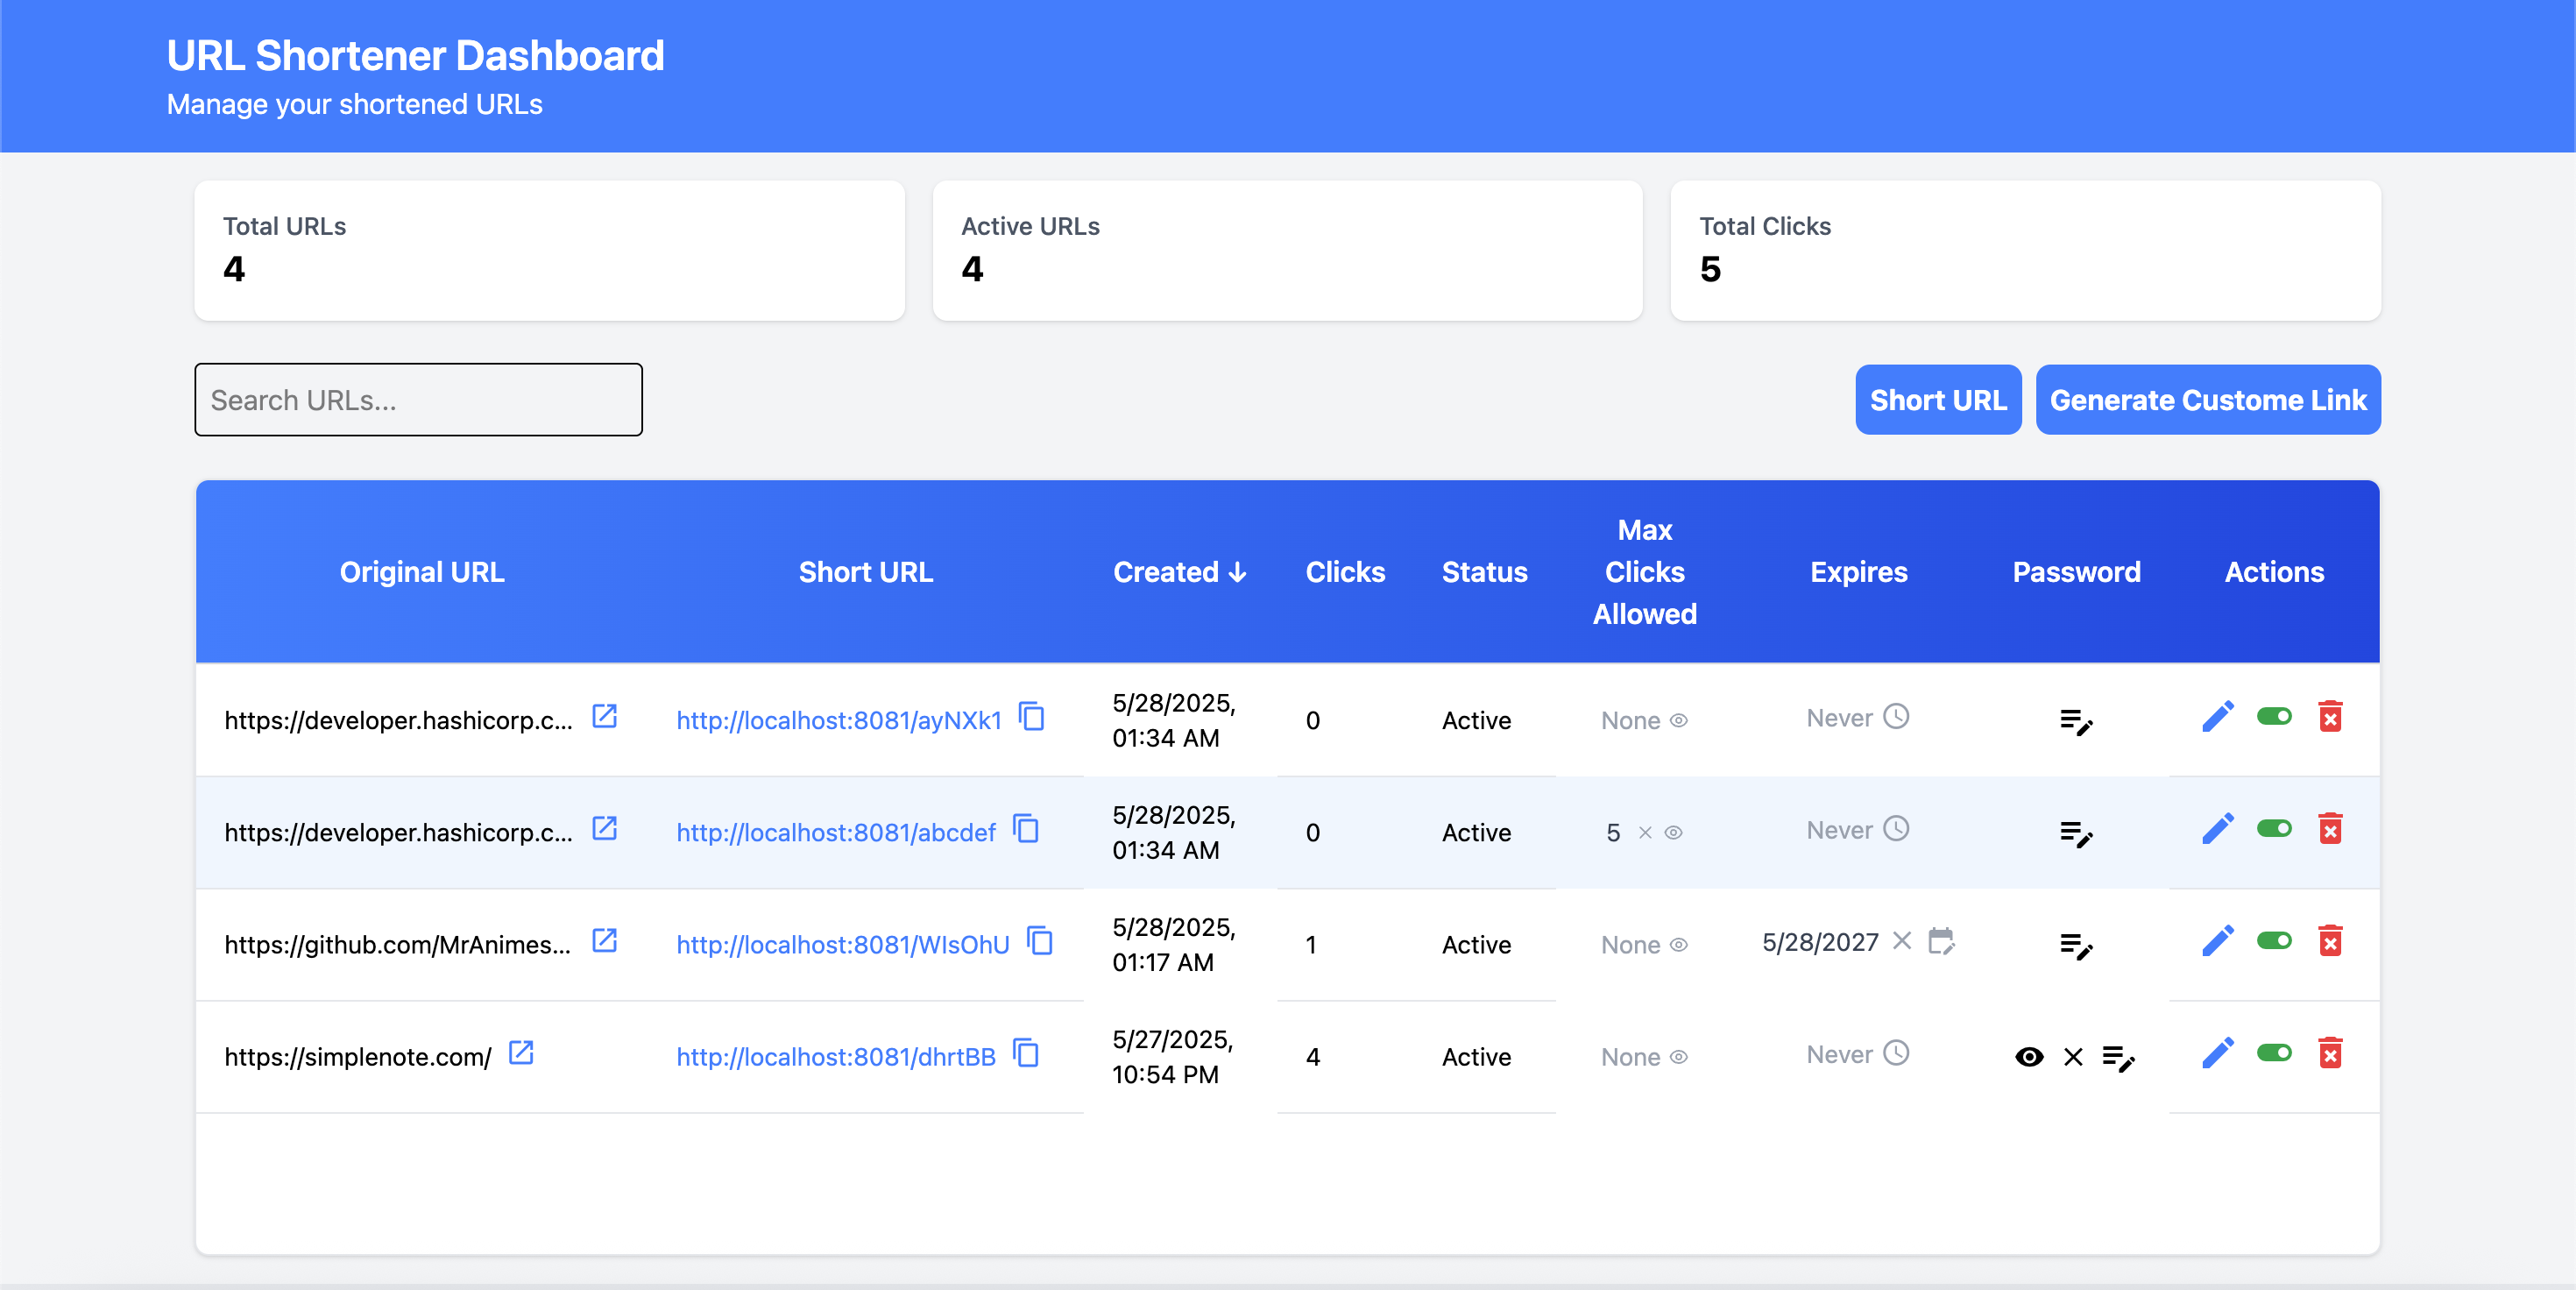 URL Shortener Dashboard
Manage your shortened URLs
Total URLs
4
Active URLs
4
Total Clicks
5
Search URLs...
Short URL
Generate Custome Link
Original URL
Short URL
Created
Clicks
Status
Max
Clicks
Allowed
Expires
Password
Actions
https://developer.hashicorp.c...
http://localhost:8081/ayNXk1
5/28/2025,
01:34 AM
0
Active
None
Never
https://developer.hashicorp.c...
http://localhost:8081/abcdef
5/28/2025,
01:34 AM
0
Active
5
Never
https://github.com/MrAnimes...
http://localhost:8081/WIsOhU
5/28/2025,
01:17 AM
1
Active
None
5/28/2027
https://simplenote.com/
http://localhost:8081/dhrtBB
5/27/2025,
10:54 PM
4
Active
None
Never